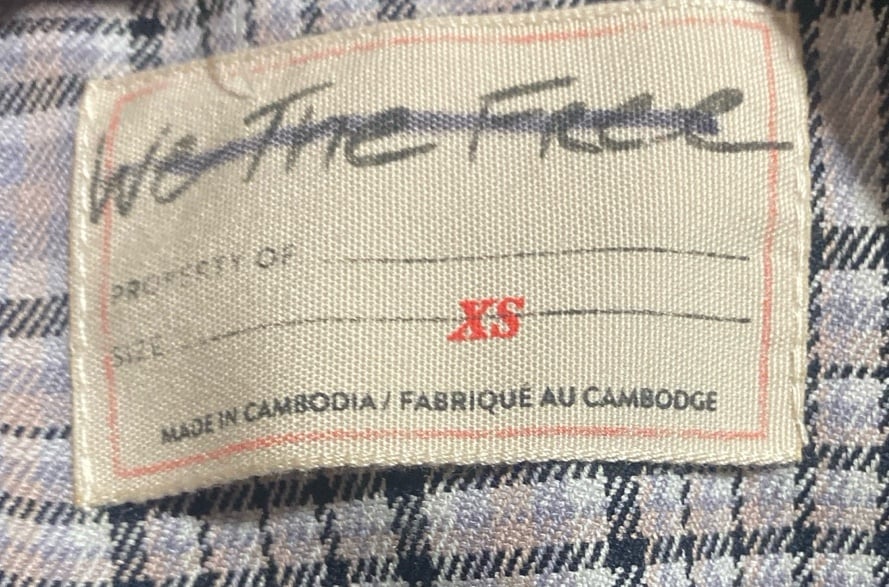 We The Free
PROPERTY OF
SIZE XS
MADE IN CAMBODIA / FABRIQUÉ AU CAMBODGE